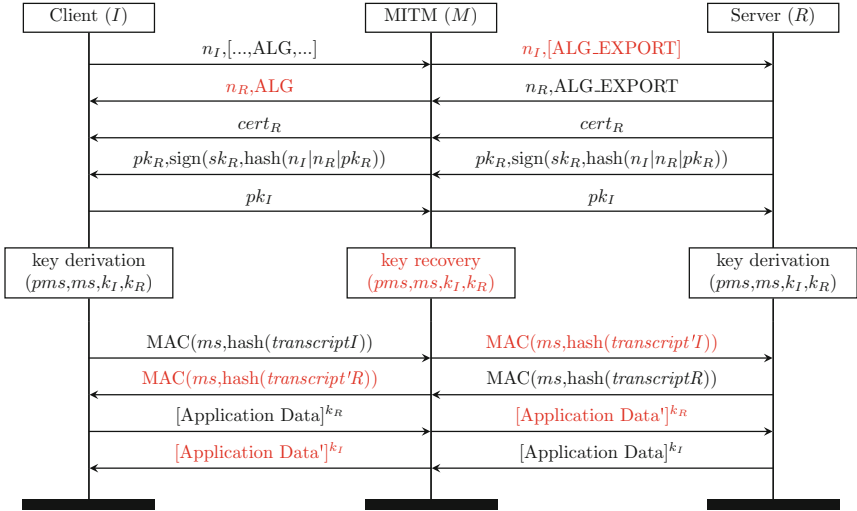 Client (I) MITM (M) Server (R)
n_I,[...,ALG,...] n_I,[ALG_EXPORT]
n_R,ALG n_R,ALG_EXPORT
cert_R cert_R
pk_R,sign(sk_R,hash(n_I|n_R|pk_R)) pk_R,sign(sk_R,hash(n_I|n_R|pk_R))
pk_I pk_I
key derivation key recovery key derivation
(pms,ms,k_I,k_R) (pms,ms,k_I,k_R) (pms,ms,k_I,k_R)
MAC(ms,hash(transcriptI)) MAC(ms,hash(transcript'I))
MAC(ms,hash(transcript'R)) MAC(ms,hash(transcriptR))
[Application Data]^{k_R} [Application Data']^{k_R}
[Application Data']^{k_I} [Application Data]^{k_I}